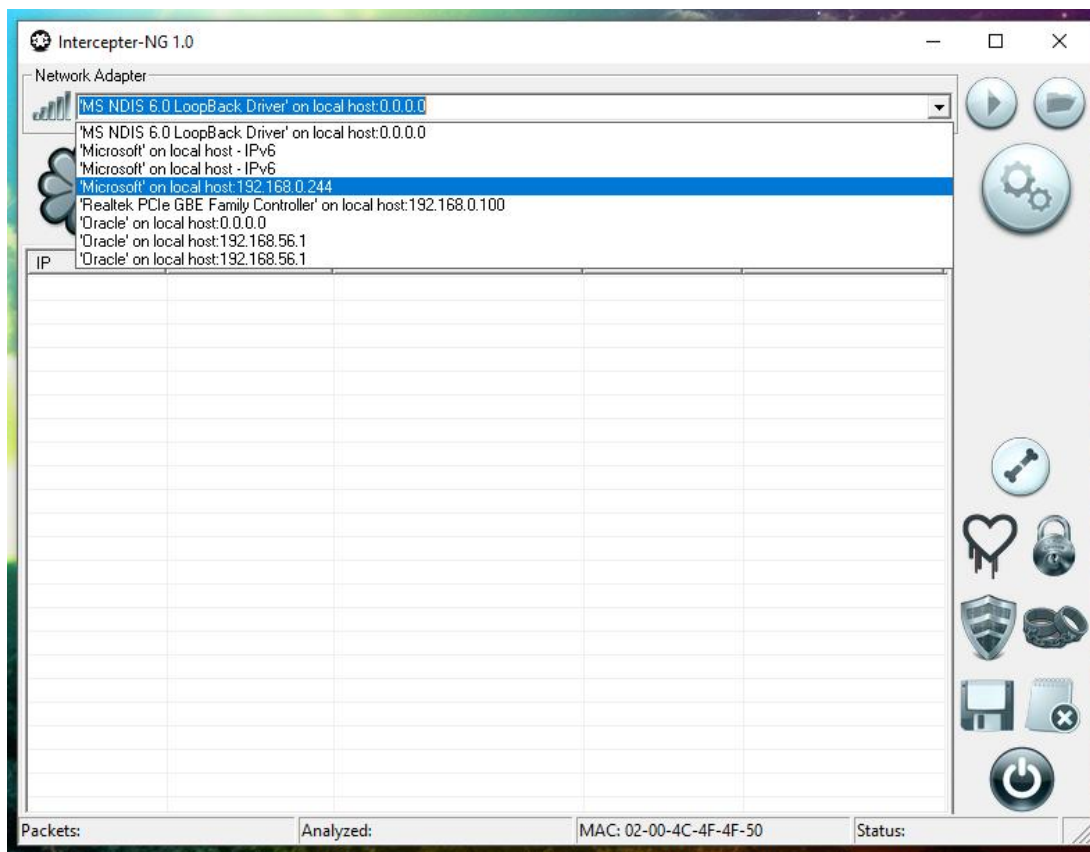 Intercepter-NG 1.0
Network Adapter
'MS NDIS 6.0 LoopBack Driver' on local host:0.0.0.0
'MS NDIS 6.0 LoopBack Driver' on local host:0.0.0.0
'Microsoft' on local host - IPv6
'Microsoft' on local host - IPv6
'Microsoft' on local host:192.168.0.244
'Realtek PCIe GBE Family Controller' on local host:192.168.0.100
'Oracle' on local host:0.0.0.0
'Oracle' on local host:192.168.56.1
'Oracle' on local host:192.168.56.1
IP
Packets: Analyzed: MAC: 02-00-4C-4F-4F-50 Status: